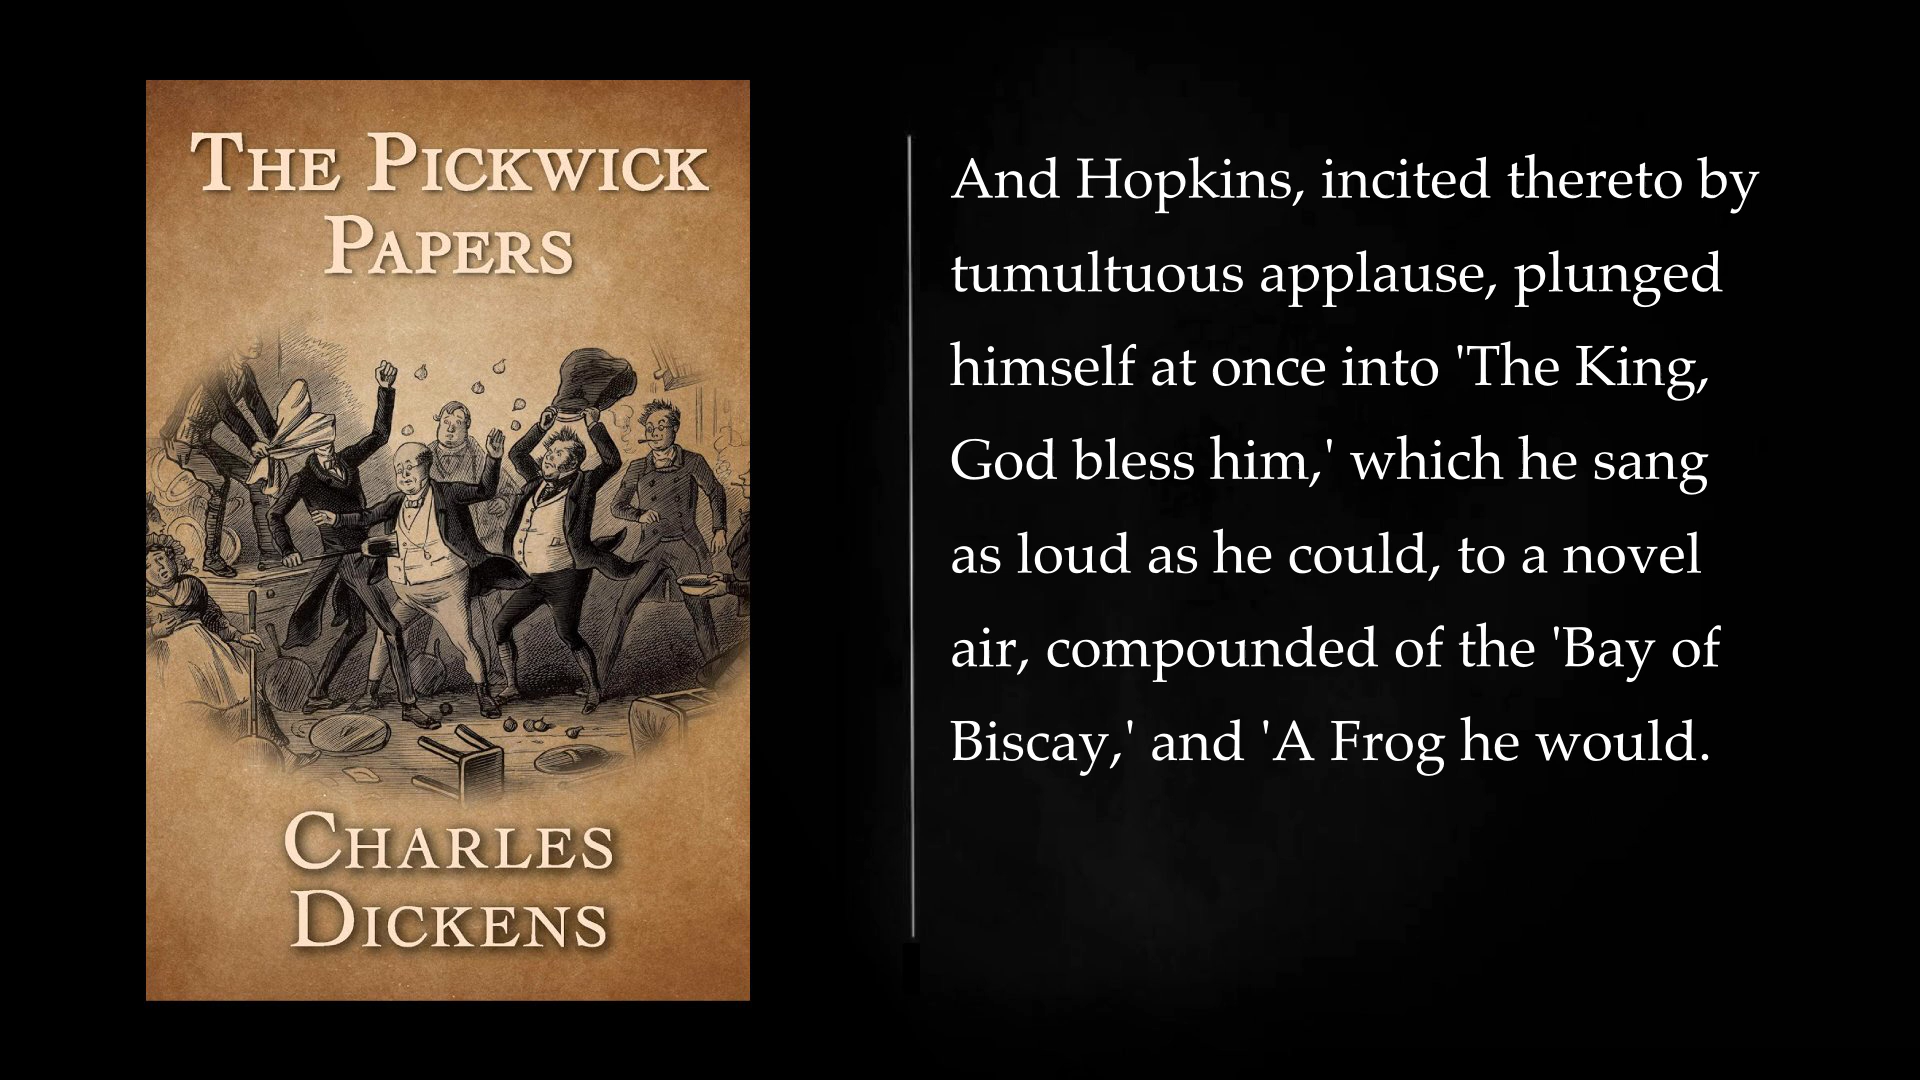 The Pickwick
Papers
Charles
Dickens
And Hopkins, incited thereto by
tumultuous applause, plunged
himself at once into 'The King,
God bless him,' which he sang
as loud as he could, to a novel
air, compounded of the 'Bay of
Biscay,' and 'A Frog he would.